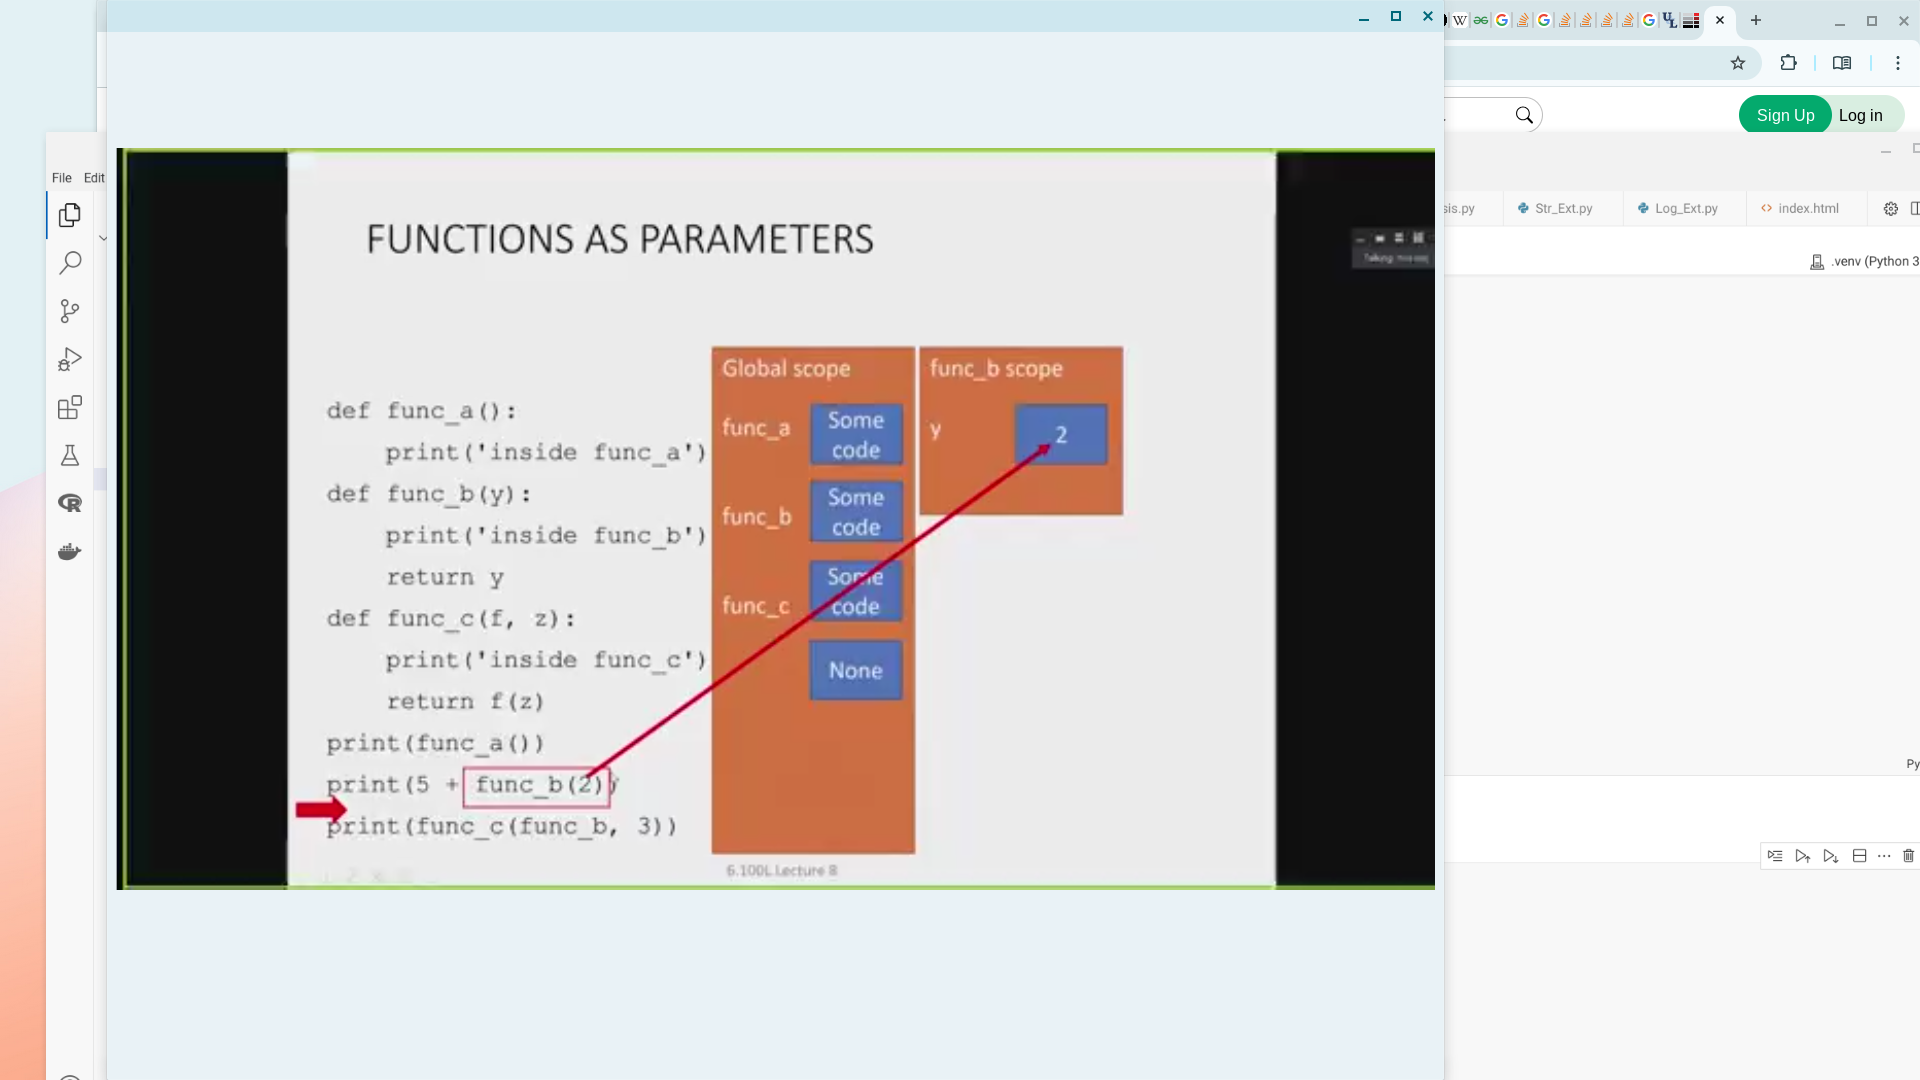 Sign Up
Log in
File
Edit
sis.py
Str_Ext.py
Log_Ext.py
index.html
.venv (Python 3
Py
FUNCTIONS AS PARAMETERS
def func_a():
print('inside func_a')
def func_b(y):
print('inside func_b')
return y
def func_c(f, z):
print('inside func_c')
return f(z)
print(func_a())
print(5 + func_b(2))
print(func_c(func_b, 3))
Global scope
func_a
Some
code
func_b
Some
code
func_c
Some
code
None
func_b scope
y
2
6.100L Lecture 8